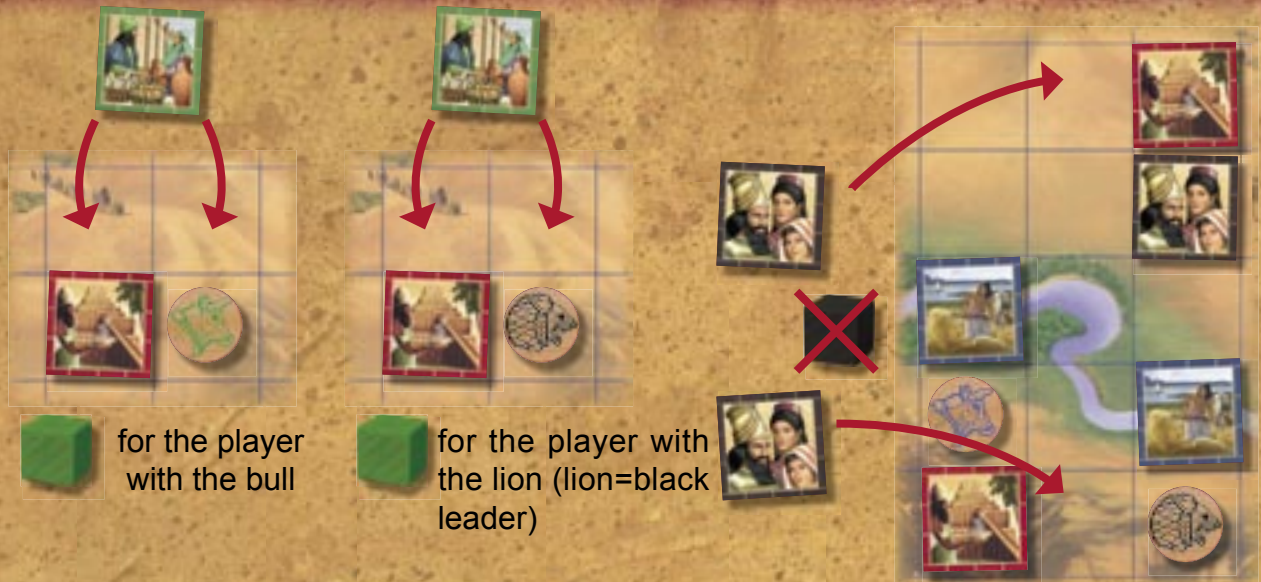 for the player
with the bull
for the player with
the lion (lion=black
leader)